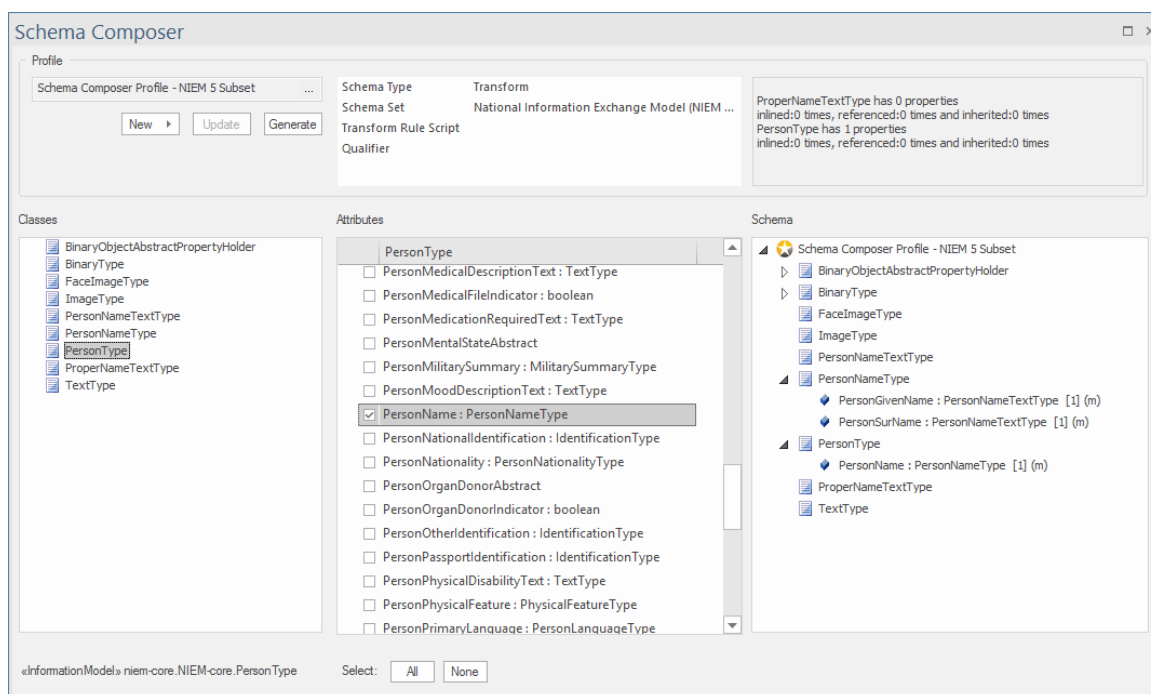 Schema Composer
Profile
Schema Composer Profile - NIEM 5 Subset ...
New
Update
Generate
Schema Type Transform
Schema Set National Information Exchange Model (NIEM ...
Transform Rule Script
Qualifier
ProperNameTextType has 0 properties
inlined:0 times, referenced:0 times and inherited:0 times
PersonType has 1 properties
inlined:0 times, referenced:0 times and inherited:0 times
Classes
BinaryObjectAbstractPropertyHolder
BinaryType
FaceImageType
ImageType
PersonNameTextType
PersonNameType
PersonType
ProperNameTextType
TextType
Attributes
PersonType
PersonMedicalDescriptionText : TextType
PersonMedicalFileIndicator : boolean
PersonMedicationRequiredText : TextType
PersonMentalStateAbstract
PersonMilitarySummary : MilitarySummaryType
PersonMoodDescriptionText : TextType
PersonName : PersonNameType
PersonNationalIdentification : IdentificationType
PersonNationality : PersonNationalityType
PersonOrganDonorAbstract
PersonOrganDonorIndicator : boolean
PersonOtherIdentification : IdentificationType
PersonPassportIdentification : IdentificationType
PersonPhysicalDisabilityText : TextType
PersonPhysicalFeature : PhysicalFeatureType
PersonPrimaryLanguage : PersonLanguageType
Schema
Schema Composer Profile - NIEM 5 Subset
BinaryObjectAbstractPropertyHolder
BinaryType
FaceImageType
ImageType
PersonNameTextType
PersonNameType
PersonGivenName : PersonNameTextType [1] (m)
PersonSurName : PersonNameTextType [1] (m)
PersonType
PersonName : PersonNameType [1] (m)
ProperNameTextType
TextType
«InformationModel» niem-core.NIEM-core.PersonType
Select: All None